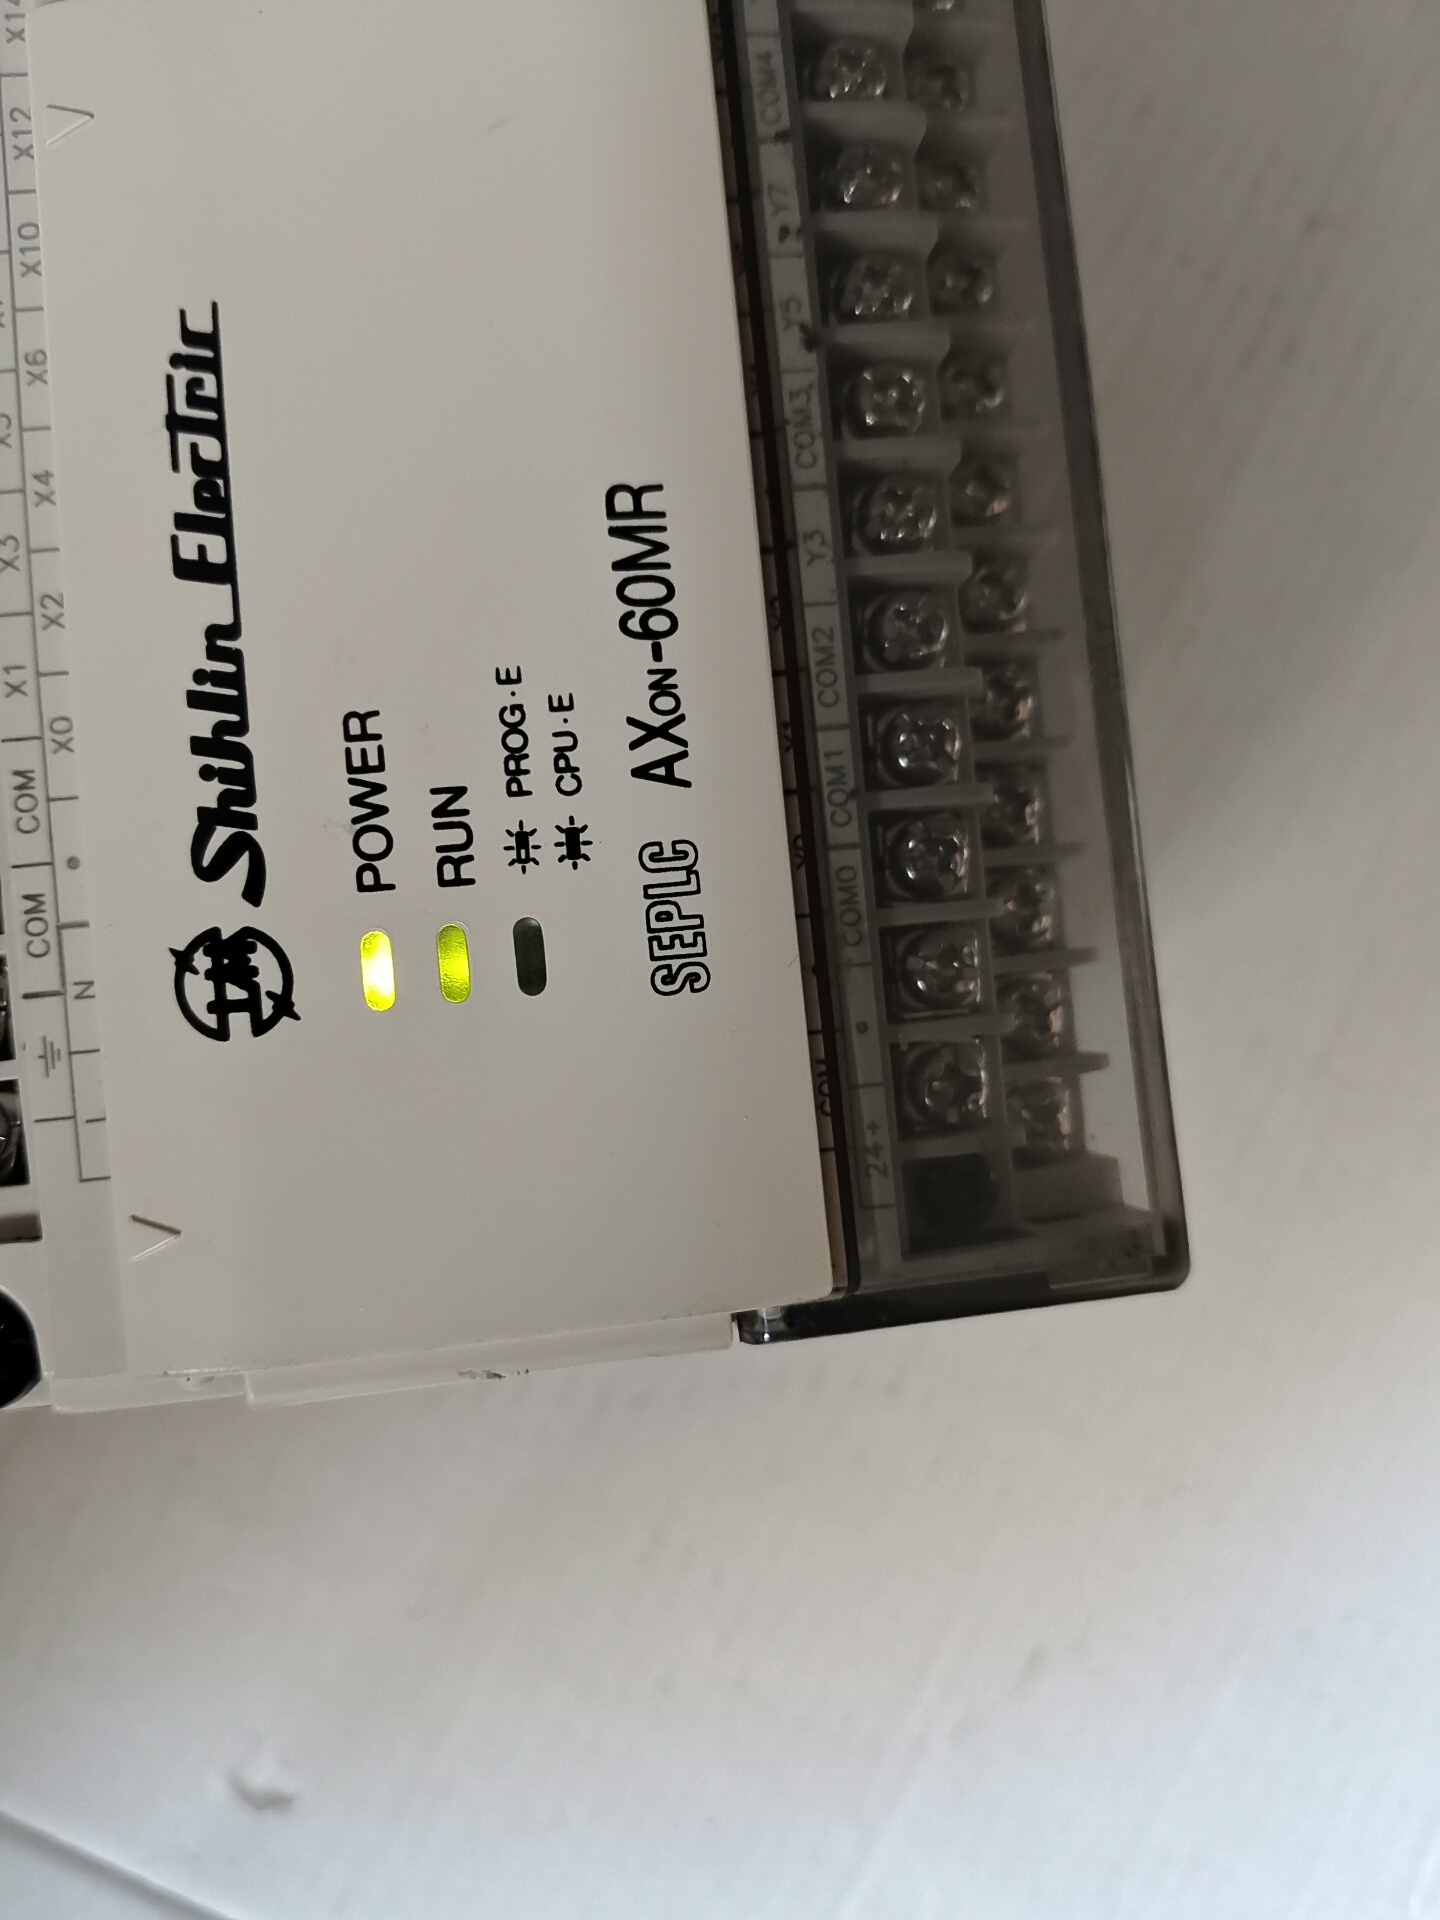 X14
X1 X3
COM COM
N • X0 X2 X4 X6 X10 X12
Shihlin Electric
POWER
RUN
PROG·E
CPU·E
SEPLC AXON-60MR
24+ • COM0 COM1 COM2 Y3 COM3 Y5 Y7 COM4